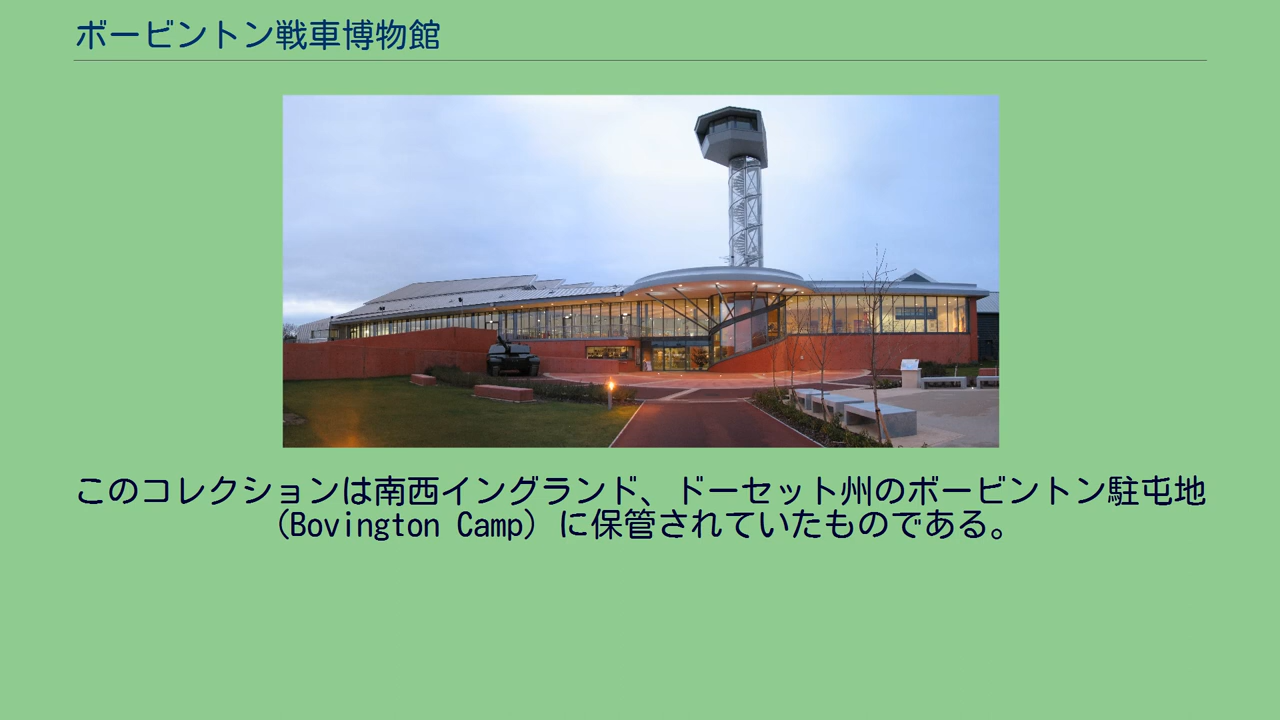 ボービントン戦車博物館
このコレクションは南西イングランド、ドーセット州のボービントン駐屯地
(Bovington Camp) に保管されていたものである。